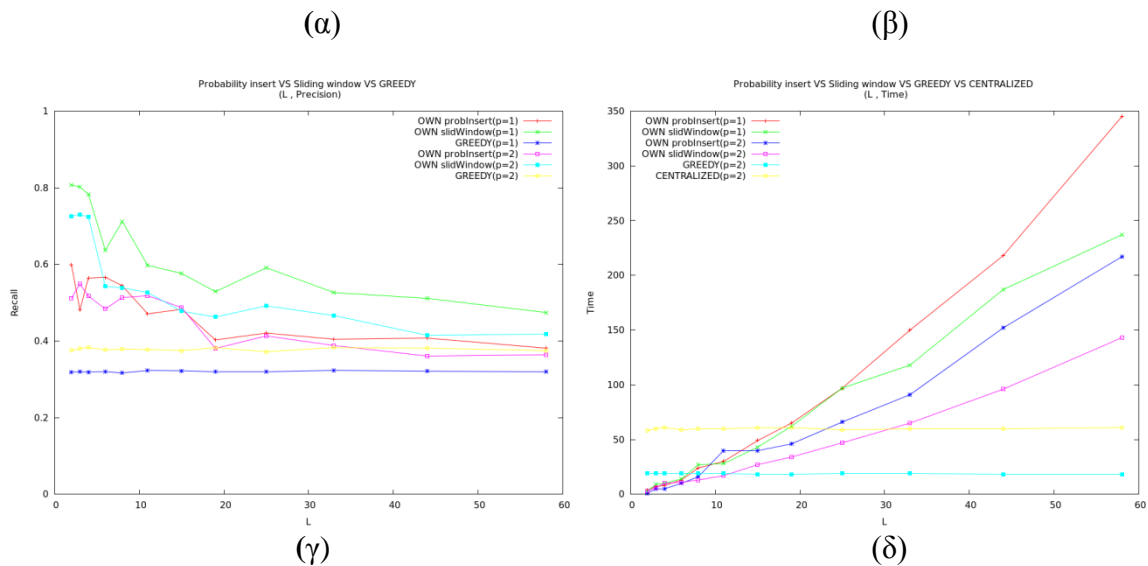 (α)
(β)
Probability insert VS Sliding window VS GREEDY
(L , Precision)
OWN probInsert(p=1)
OWN slidWindow(p=1)
GREEDY(p=1)
OWN probInsert(p=2)
OWN slidWindow(p=2)
GREEDY(p=2)
1
0.8
0.6
0.4
0.2
0
Recall
0
10
20
30
40
50
60
L
(γ)
Probability insert VS Sliding window VS GREEDY VS CENTRALIZED
(L , Time)
OWN probInsert(p=1)
OWN slidWindow(p=1)
OWN probInsert(p=2)
OWN slidWindow(p=2)
GREEDY(p=2)
CENTRALIZED(p=2)
350
300
250
200
150
100
50
0
Time
0
10
20
30
40
50
60
L
(δ)